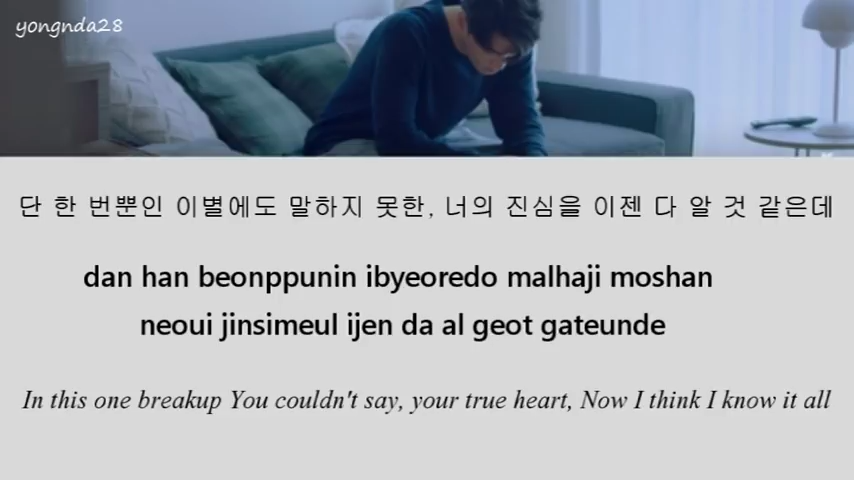 yongnda28
단 한 번뿐인 이별에도 말하지 못한, 너의 진심을 이젠 다 알 것 같은데
dan han beonppunin ibyeoredo malhaji moshan
neoui jinsimeul ijen da al geot gateunde
In this one breakup You couldn't say, your true heart, Now I think I know it all